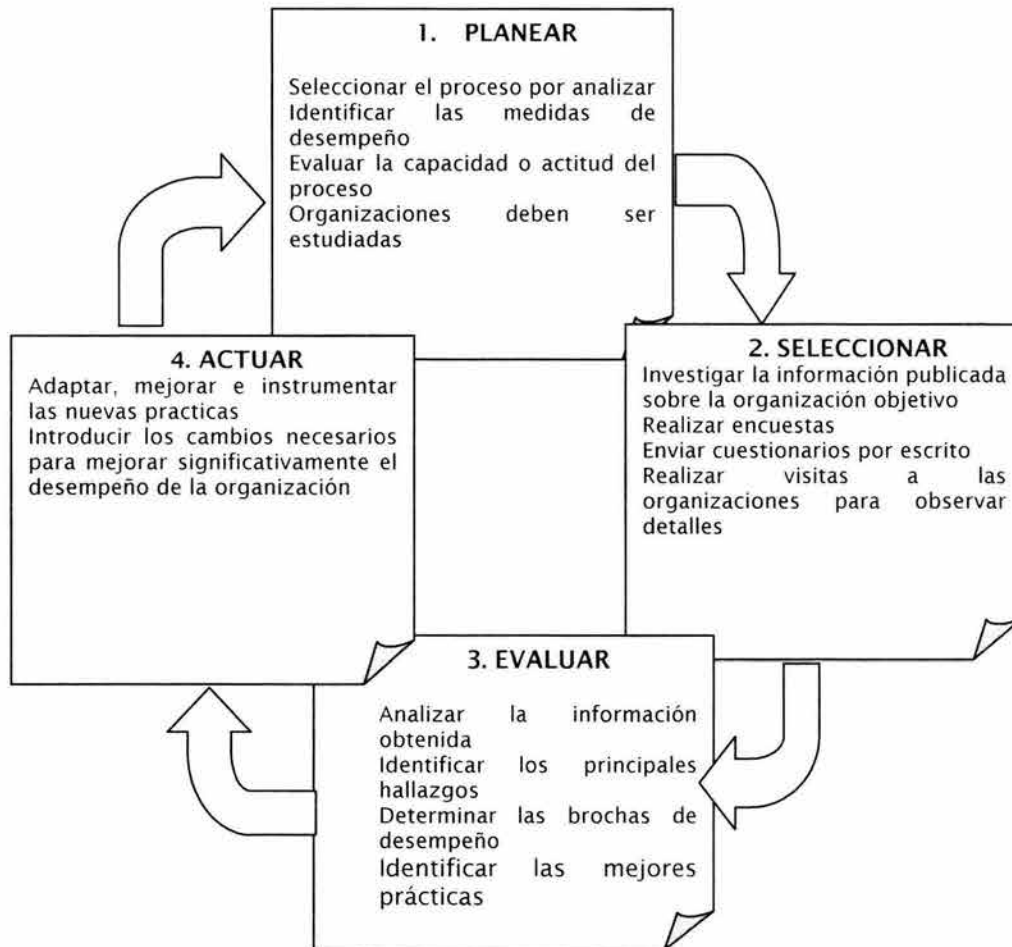 1. PLANEAR
Seleccionar el proceso por analizar
Identificar las medidas de
desempeño
Evaluar la capacidad o actitud del
proceso
Organizaciones deben ser
estudiadas
2. SELECCIONAR
Investigar la información publicada
sobre la organización objetivo
Realizar encuestas
Enviar cuestionarios por escrito
Realizar visitas a las
organizaciones para observar
detalles
3. EVALUAR
Analizar la información
obtenida
Identificar los principales
hallazgos
Determinar las brochas de
desempeño
Identificar las mejores
prácticas
4. ACTUAR
Adaptar, mejorar e instrumentar
las nuevas practicas
Introducir los cambios necesarios
para mejorar significativamente el
desempeño de la organización